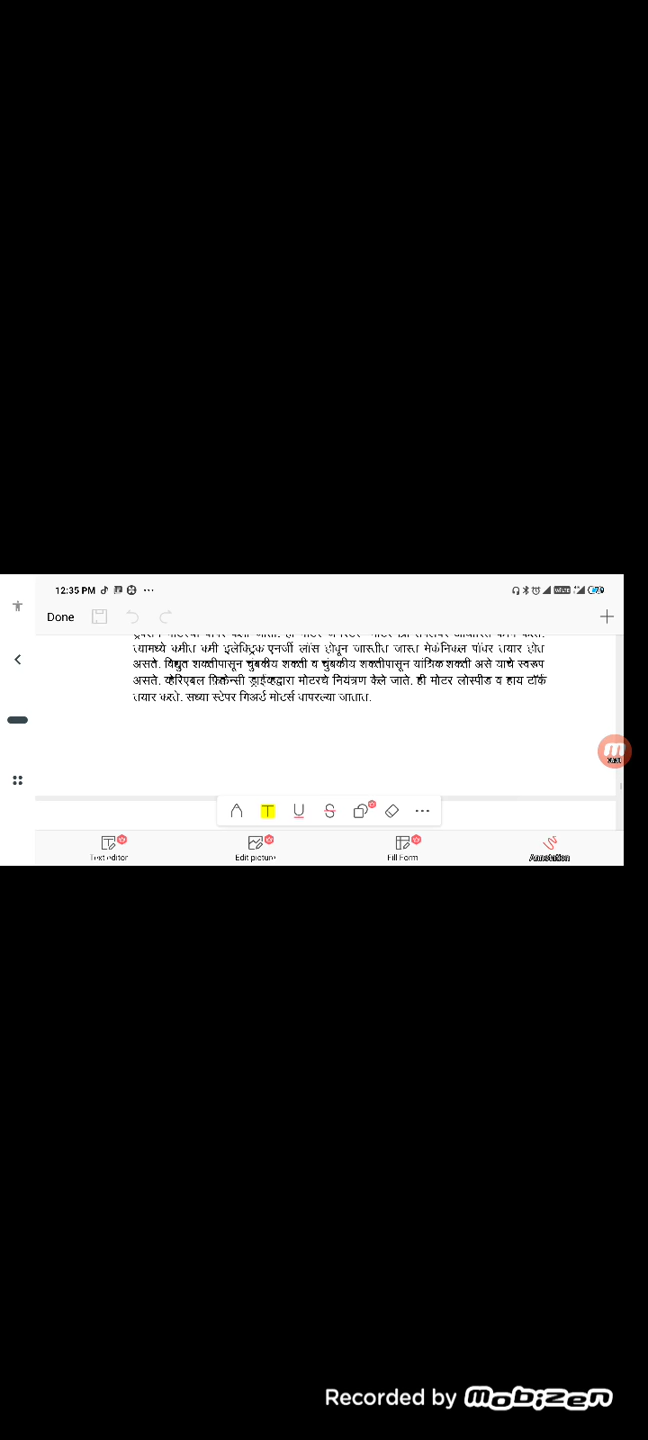 12:35 PM
Done
त्यामध्ये कमीत कमी इलेक्ट्रिक एनर्जी लॉस होवून जास्तीत जास्त मेकॅनिकल पॉवर तयार होत
असते. विद्युत शक्तीपासून चुंबकीय शक्ती व चुंबकीय शक्तीपासून यांत्रिक शक्ती असे याचे स्वरूप
असते. व्हेरिएबल फ्रिक्वेन्सी ड्राईव्हद्वारा मोटरचे नियंत्रण केले जाते. ही मोटर लोस्पीड व हाय टॉर्क
तयार करते. सध्या स्टेपर गिअर्ड मोटर्स वापरल्या जातात.
Text editor
Edit picture
Fill Form
Annotation
Recorded by Mobizen